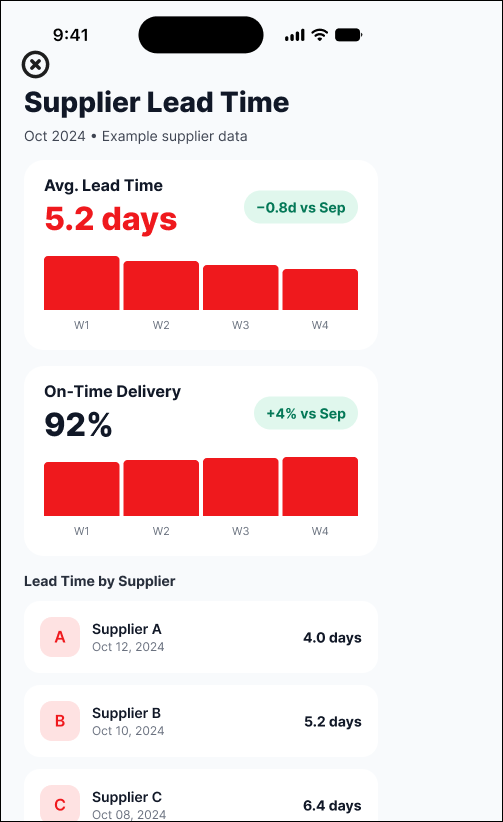 9:41
Supplier Lead Time
Oct 2024 • Example supplier data
Avg. Lead Time
5.2 days
−0.8d vs Sep
W1 W2 W3 W4
On-Time Delivery
92%
+4% vs Sep
W1 W2 W3 W4
Lead Time by Supplier
A
Supplier A
Oct 12, 2024
4.0 days
B
Supplier B
Oct 10, 2024
5.2 days
C
Supplier C
Oct 08, 2024
6.4 days